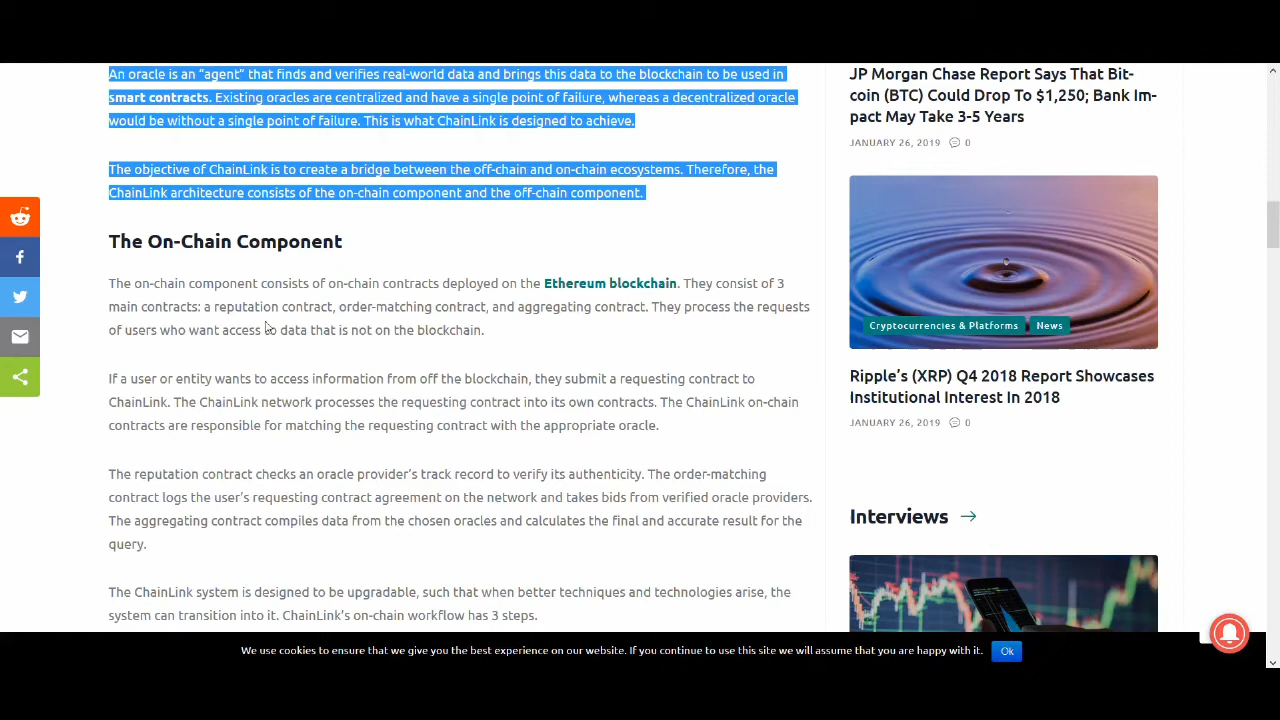 An oracle is an “agent” that finds and verifies real-world data and brings this data to the blockchain to be used in
smart contracts. Existing oracles are centralized and have a single point of failure, whereas a decentralized oracle
would be without a single point of failure. This is what ChainLink is designed to achieve.
The objective of ChainLink is to create a bridge between the off-chain and on-chain ecosystems. Therefore, the
ChainLink architecture consists of the on-chain component and the off-chain component.
The On-Chain Component
The on-chain component consists of on-chain contracts deployed on the Ethereum blockchain. They consist of 3
main contracts: a reputation contract, order-matching contract, and aggregating contract. They process the requests
of users who want access to data that is not on the blockchain.
If a user or entity wants to access information from off the blockchain, they submit a requesting contract to
ChainLink. The ChainLink network processes the requesting contract into its own contracts. The ChainLink on-chain
contracts are responsible for matching the requesting contract with the appropriate oracle.
The reputation contract checks an oracle provider’s track record to verify its authenticity. The order-matching
contract logs the user’s requesting contract agreement on the network and takes bids from verified oracle providers.
The aggregating contract compiles data from the chosen oracles and calculates the final and accurate result for the
query.
The ChainLink system is designed to be upgradable, such that when better techniques and technologies arise, the
system can transition into it. ChainLink’s on-chain workflow has 3 steps.
JP Morgan Chase Report Says That Bit-
coin (BTC) Could Drop To $1,250; Bank Im-
pact May Take 3-5 Years
JANUARY 26, 2019 0
Cryptocurrencies & Platforms News
Ripple’s (XRP) Q4 2018 Report Showcases
Institutional Interest In 2018
JANUARY 26, 2019 0
Interviews
We use cookies to ensure that we give you the best experience on our website. If you continue to use this site we will assume that you are happy with it. Ok